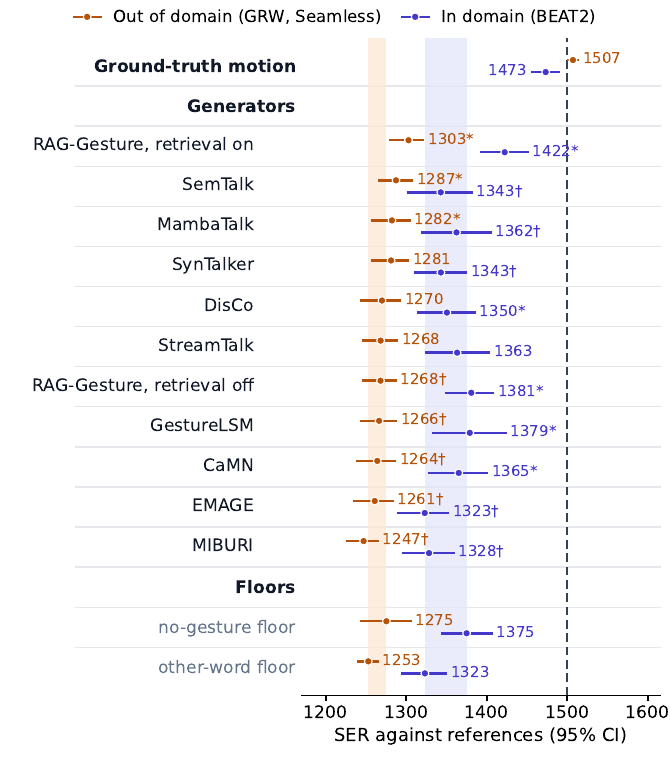 Out of domain (GRW, Seamless) In domain (BEAT2)
Ground-truth motion 1473 1507
Generators
RAG-Gesture, retrieval on 1303* 1422*
SemTalk 1287* 1343†
MambaTalk 1282* 1362†
SynTalker 1281 1343†
DisCo 1270 1350*
StreamTalk 1268 1363
RAG-Gesture, retrieval off 1268† 1381*
GestureLSM 1266† 1379*
CaMN 1264† 1365*
EMAGE 1261† 1323†
MIBURI 1247† 1328†
Floors
no-gesture floor 1275 1375
other-word floor 1253 1323
1200 1300 1400 1500 1600
SER against references (95% CI)